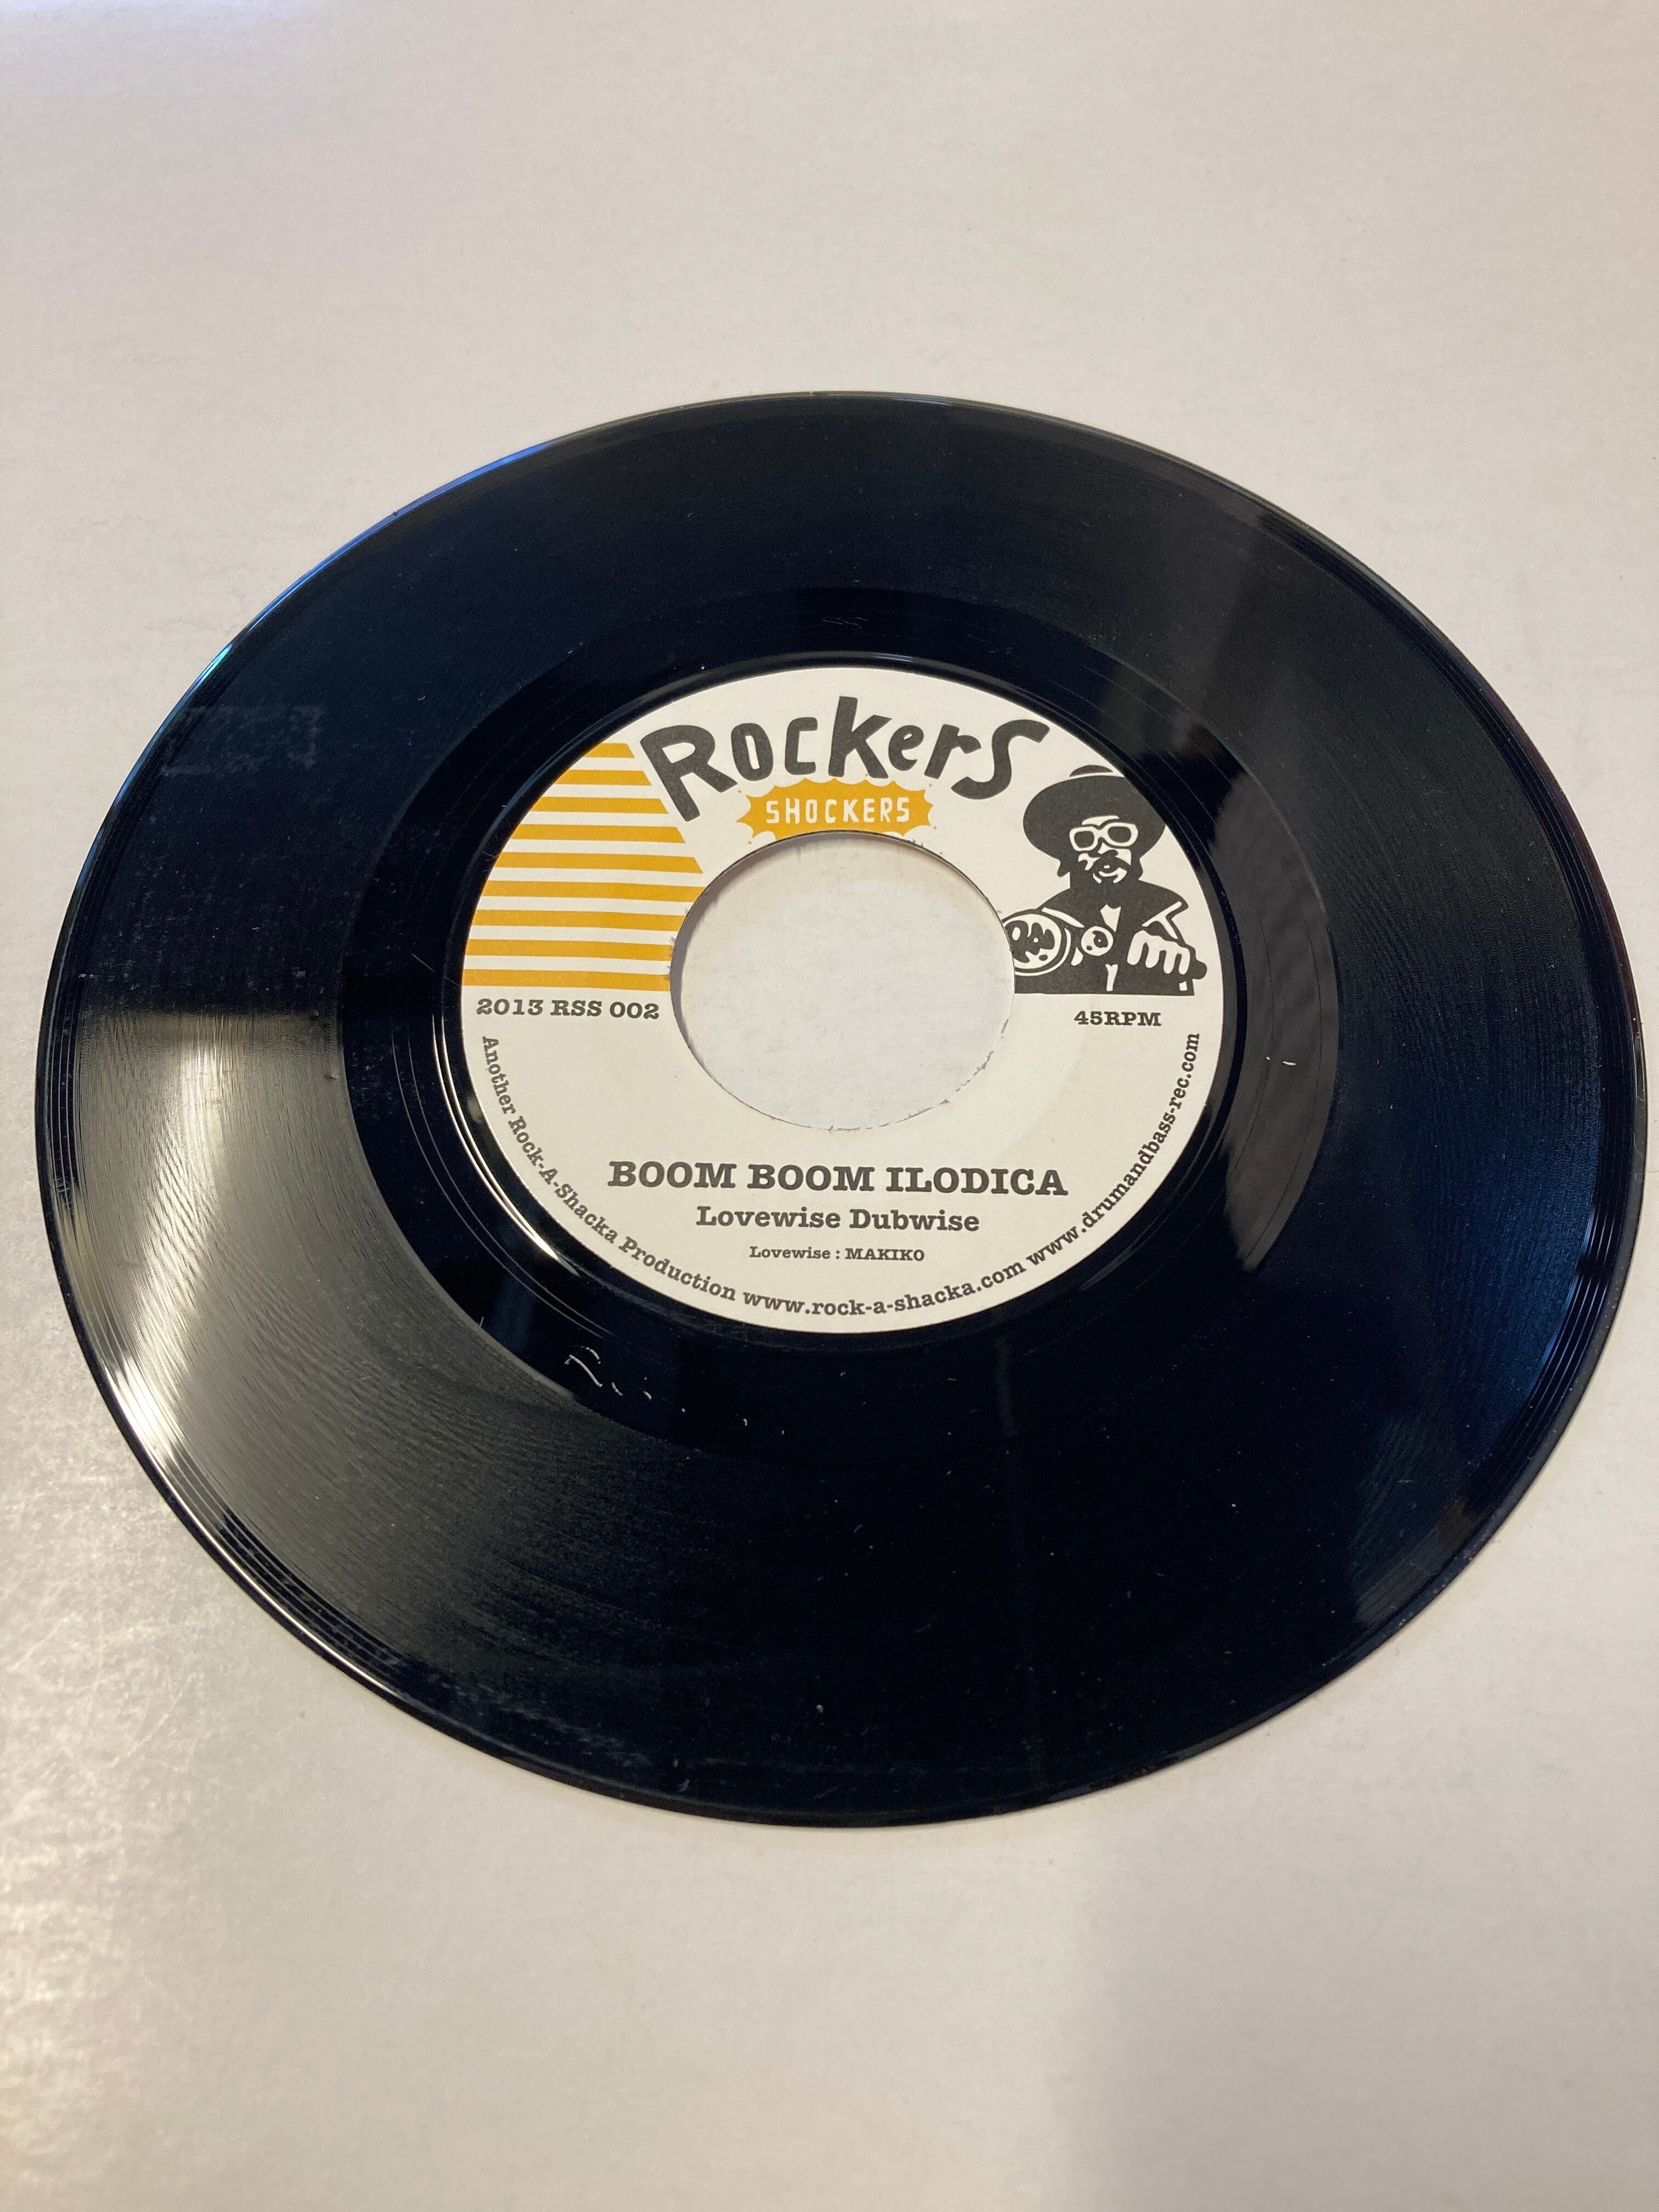 Rockers
SHOCKERS
2013 RSS 002
45RPM
BOOM BOOM ILODICA
Lovewise Dubwise
Lovewise : MAKIKO
Another Rock-A-Shacka Production www.rock-a-shacka.com www.drumandbass-rec.com